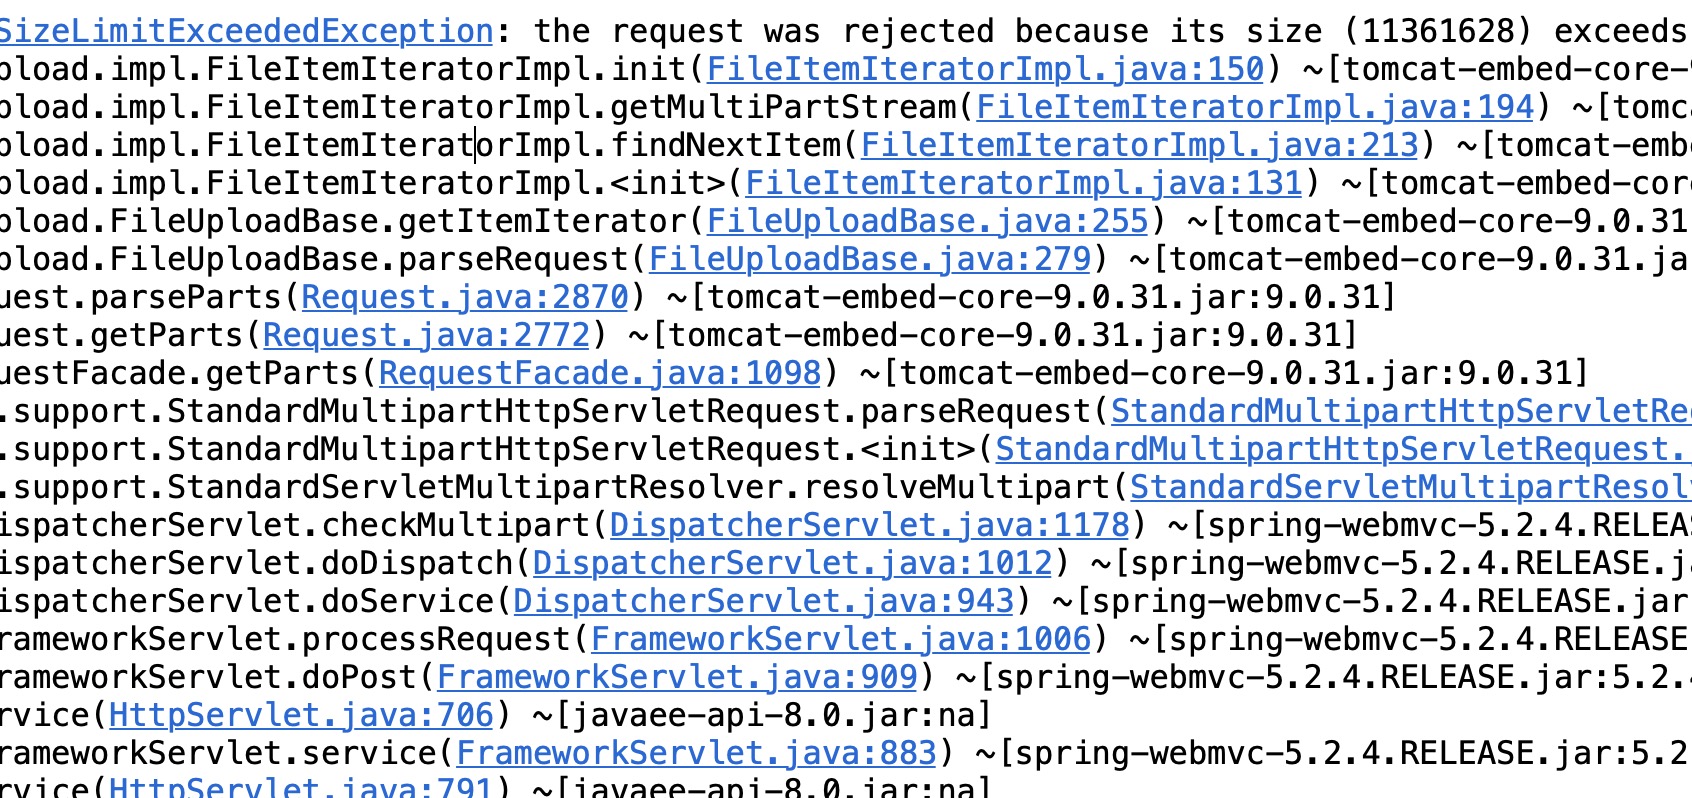 SizeLimitExceededException: the request was rejected because its size (11361628) exceeds
pload.impl.FileItemIteratorImpl.init(FileItemIteratorImpl.java:150) ~[tomcat-embed-core-9
pload.impl.FileItemIteratorImpl.getMultiPartStream(FileItemIteratorImpl.java:194) ~[tomca
pload.impl.FileItemIteratorImpl.findNextItem(FileItemIteratorImpl.java:213) ~[tomcat-embe
pload.impl.FileItemIteratorImpl.<init>(FileItemIteratorImpl.java:131) ~[tomcat-embed-core
pload.FileUploadBase.getItemIterator(FileUploadBase.java:255) ~[tomcat-embed-core-9.0.31
pload.FileUploadBase.parseRequest(FileUploadBase.java:279) ~[tomcat-embed-core-9.0.31.ja
uest.parseParts(Request.java:2870) ~[tomcat-embed-core-9.0.31.jar:9.0.31]
uest.getParts(Request.java:2772) ~[tomcat-embed-core-9.0.31.jar:9.0.31]
uestFacade.getParts(RequestFacade.java:1098) ~[tomcat-embed-core-9.0.31.jar:9.0.31]
.support.StandardMultipartHttpServletRequest.parseRequest(StandardMultipartHttpServletReq
.support.StandardMultipartHttpServletRequest.<init>(StandardMultipartHttpServletRequest.j
.support.StandardServletMultipartResolver.resolveMultipart(StandardServletMultipartResolv
ispatcherServlet.checkMultipart(DispatcherServlet.java:1178) ~[spring-webmvc-5.2.4.RELEAS
ispatcherServlet.doDispatch(DispatcherServlet.java:1012) ~[spring-webmvc-5.2.4.RELEASE.ja
ispatcherServlet.doService(DispatcherServlet.java:943) ~[spring-webmvc-5.2.4.RELEASE.jar
rameworkServlet.processRequest(FrameworkServlet.java:1006) ~[spring-webmvc-5.2.4.RELEASE
rameworkServlet.doPost(FrameworkServlet.java:909) ~[spring-webmvc-5.2.4.RELEASE.jar:5.2.4
rvice(HttpServlet.java:706) ~[javaee-api-8.0.jar:na]
rameworkServlet.service(FrameworkServlet.java:883) ~[spring-webmvc-5.2.4.RELEASE.jar:5.2
rvice(HttpServlet.java:791) ~[javaee-api-8.0.jar:na]